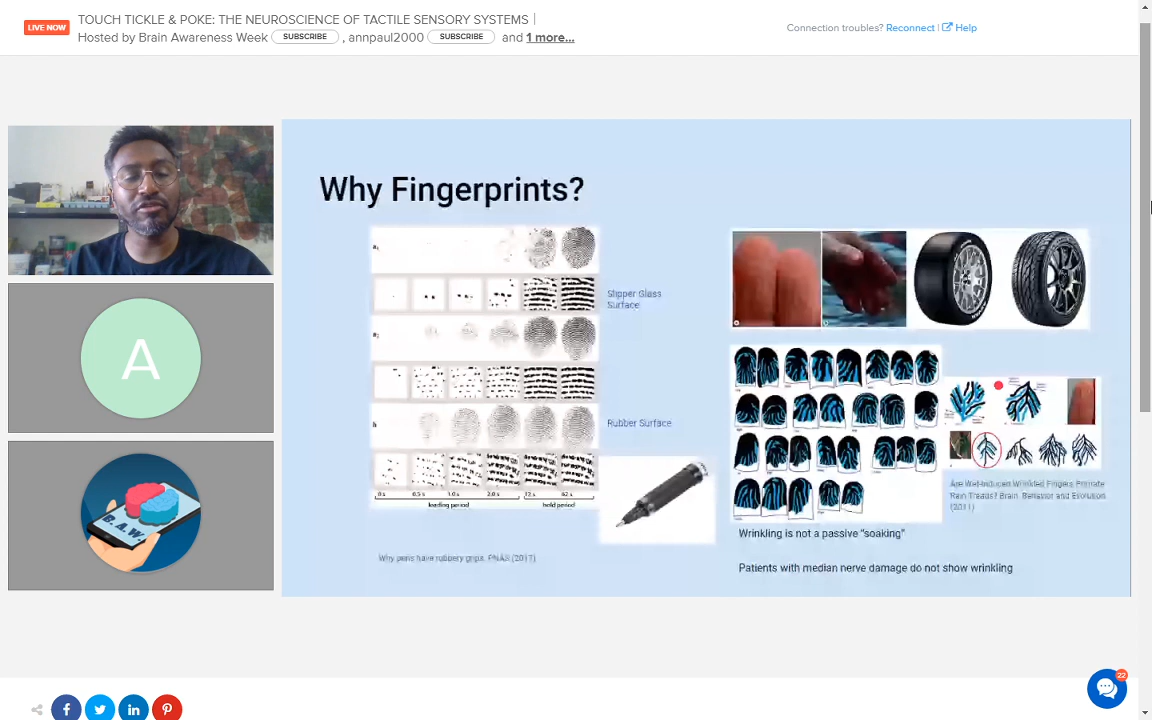 LIVE NOW
TOUCH TICKLE & POKE: THE NEUROSCIENCE OF TACTILE SENSORY SYSTEMS
Hosted by Brain Awareness Week SUBSCRIBE , annpaul2000 SUBSCRIBE and 1 more...
Connection troubles? Reconnect | Help
A
B.A.W
Why Fingerprints?
Slipper Glass
Surface
Rubber Surface
0 s 0.5 s 1.0 s 2.0 s 12 s 62 s
loading period hold period
Why pens have rubbery grips. PNAS (2017)
Are Wet-Induced Wrinkled Fingers Primate
Rain Treads? Brain, Behavior and Evolution
(2011)
Wrinkling is not a passive "soaking"
Patients with median nerve damage do not show wrinkling
22